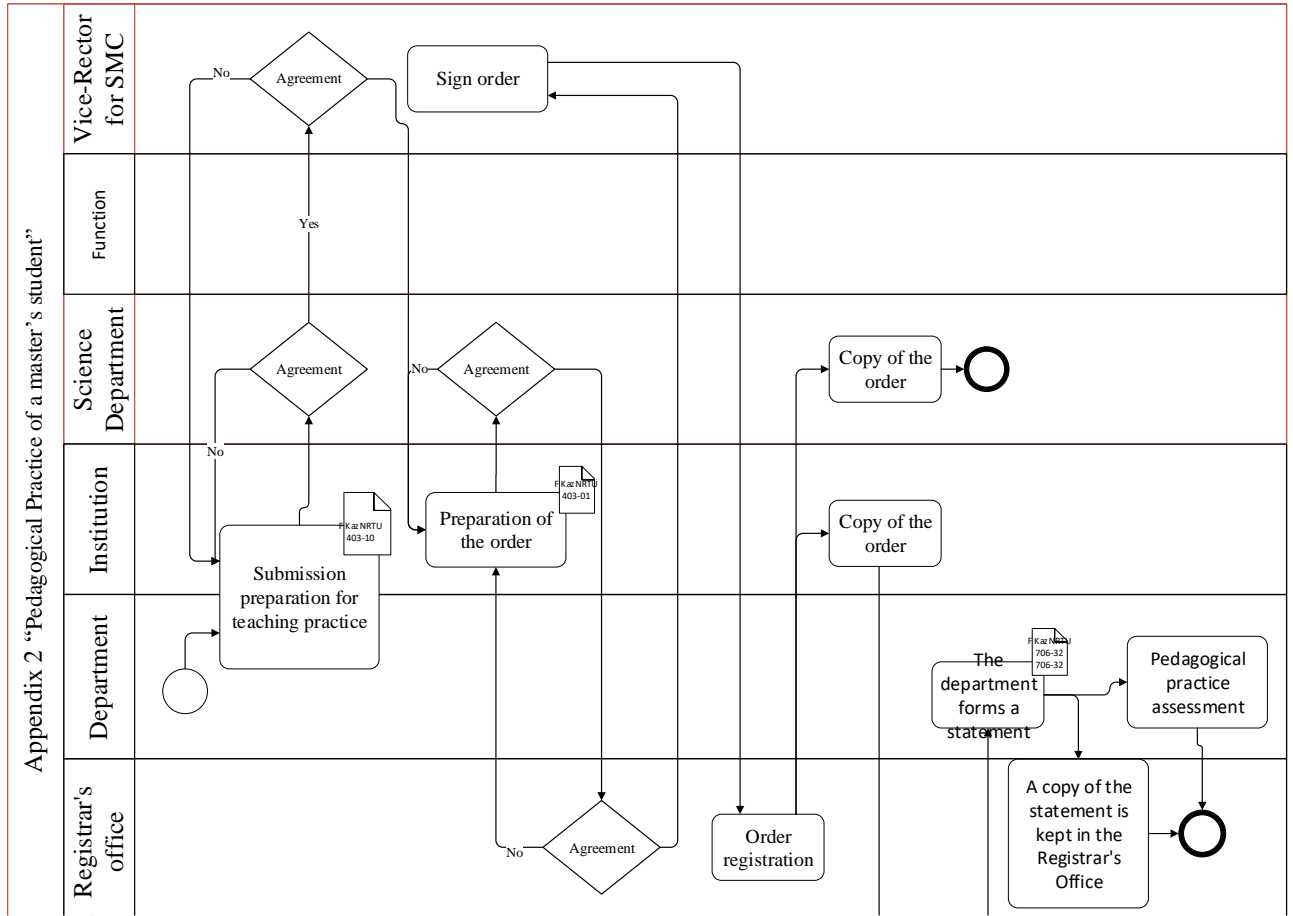 Appendix 2 “Pedagogical Practice of a master’s student”
Vice-Rector
for SMC
No
Agreement
Sign order
Function
Yes
Science
Department
Agreement
No
Agreement
Copy of the
order
Institution
No
F KazNRTU
403-10
Submission
preparation for
teaching practice
F KazNRTU
403-01
Preparation of
the order
Copy of the
order
Department
F KazNRTU
706-32
706-32
The
department
forms a
statement
Pedagogical
practice
assessment
Registrar's
office
No
Agreement
Order
registration
A copy of the
statement is
kept in the
Registrar's
Office